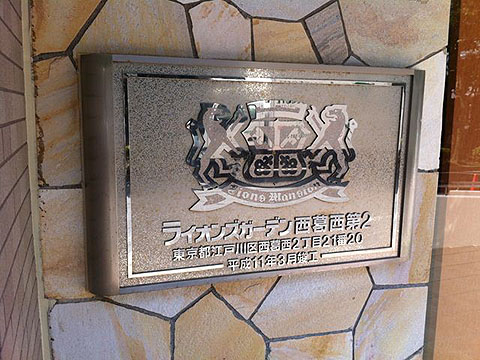 Lions Mansion
ライオンズガーデン西葛西第2
東京都江戸川区西葛西2丁目21番20
平成11年3月竣工